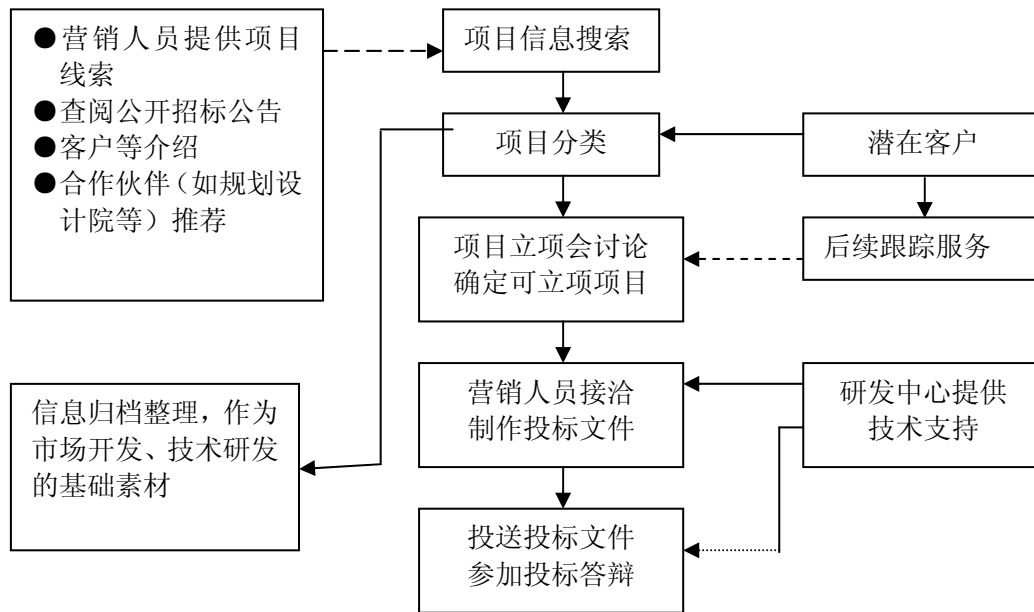 ●营销人员提供项目
线索
●查阅公开招标公告
●客户等介绍
●合作伙伴（如规划设
计院等）推荐
项目信息搜索
项目分类
潜在客户
项目立项会讨论
确定可立项项目
后续跟踪服务
信息归档整理，作为
市场开发、技术研发
的基础素材
营销人员接洽
制作投标文件
研发中心提供
技术支持
投送投标文件
参加投标答辩